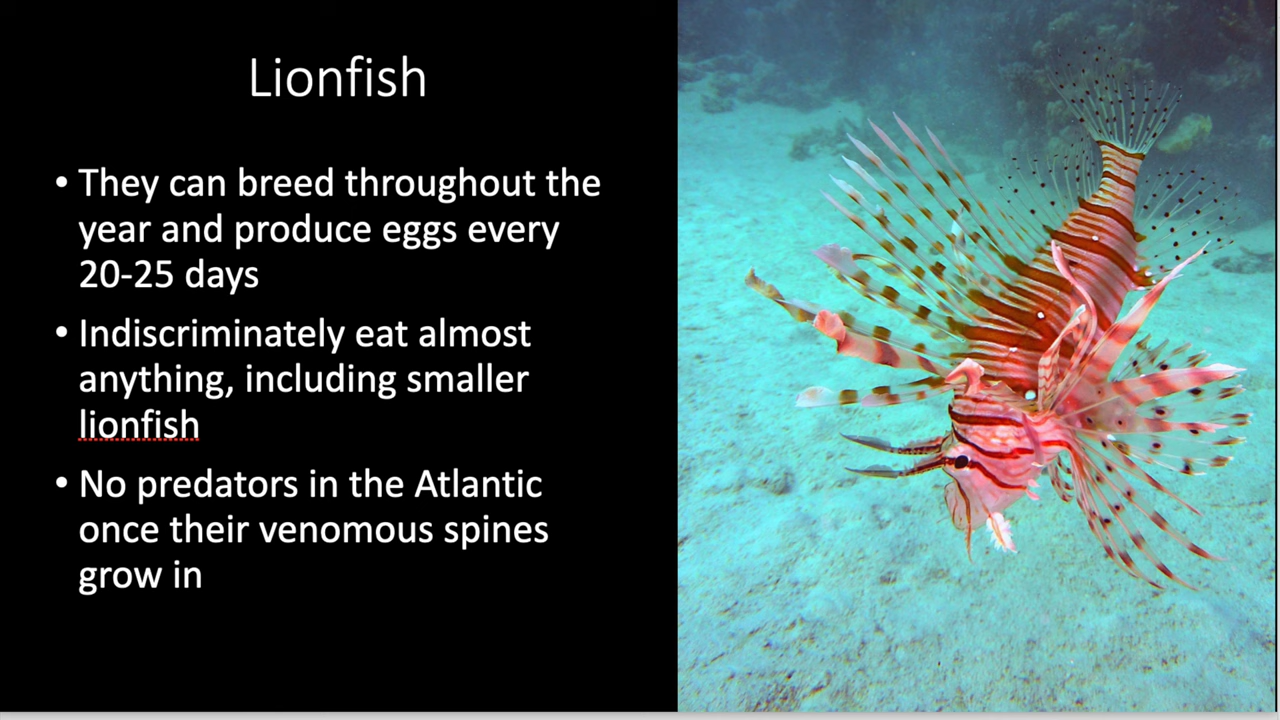 Lionfish
• They can breed throughout the
year and produce eggs every
20-25 days
• Indiscriminately eat almost
anything, including smaller
lionfish
• No predators in the Atlantic
once their venomous spines
grow in